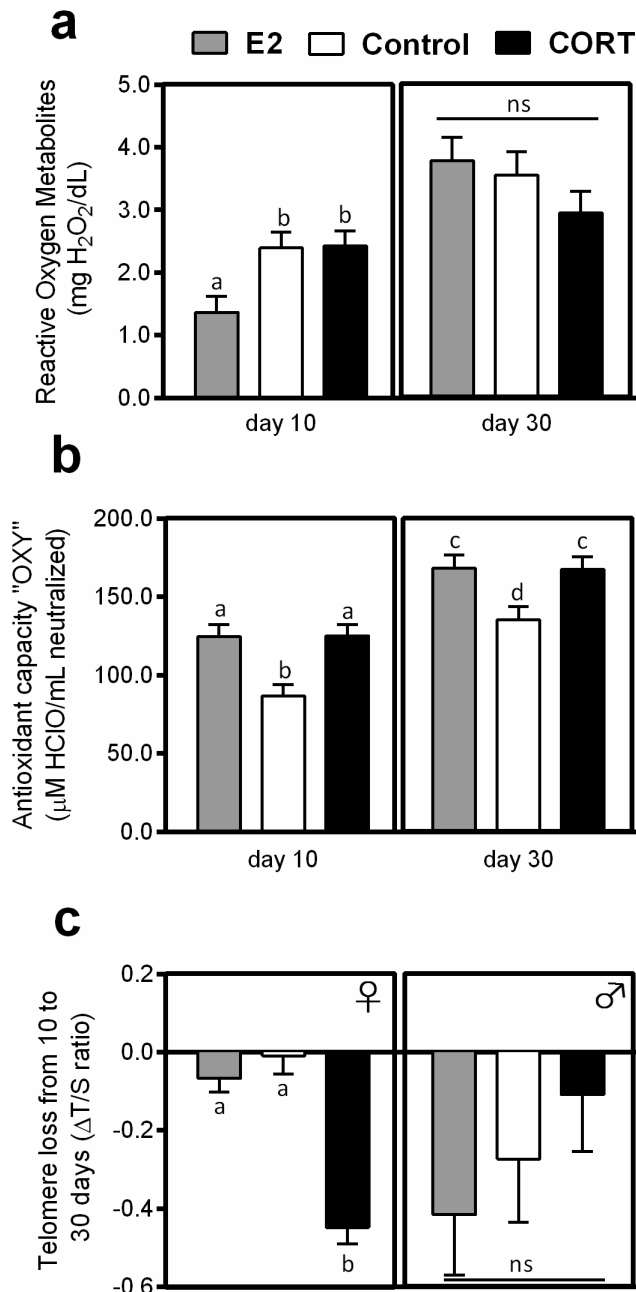 a
E2 Control CORT
Reactive Oxygen Metabolites
(mg H₂O₂/dL)
5.0
4.0
3.0
2.0
1.0
0.0
a
b
b
ns
day 10
day 30
b
Antioxidant capacity "OXY"
(µM HClO/mL neutralized)
200.0
150.0
100.0
50.0
0.0
a
b
a
c
d
c
day 10
day 30
c
Telomere loss from 10 to
30 days (ΔT/S ratio)
0.2
0.0
-0.2
-0.4
-0.6
♀
♂
a
a
b
ns